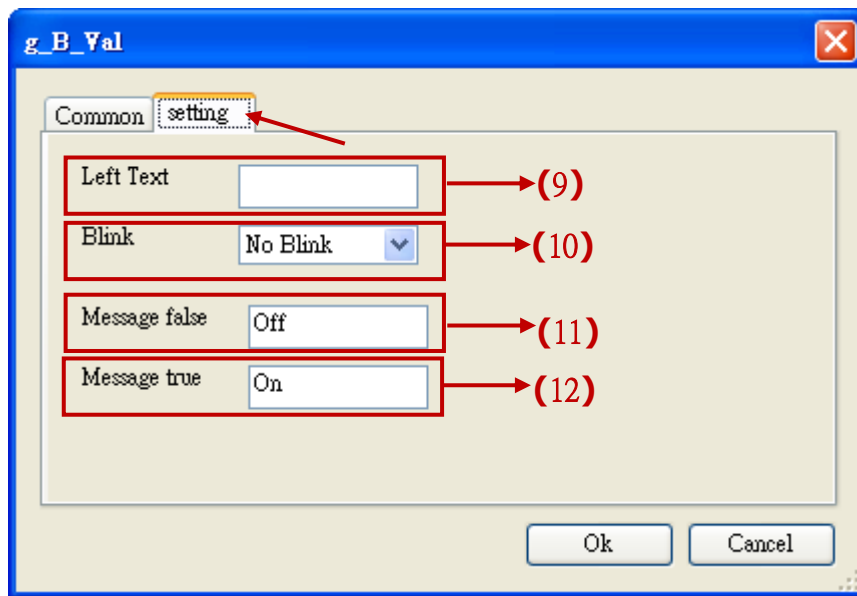 g_B_Val
Common setting
Left Text (9)
Blink No Blink (10)
Message false Off (11)
Message true On (12)
Ok Cancel